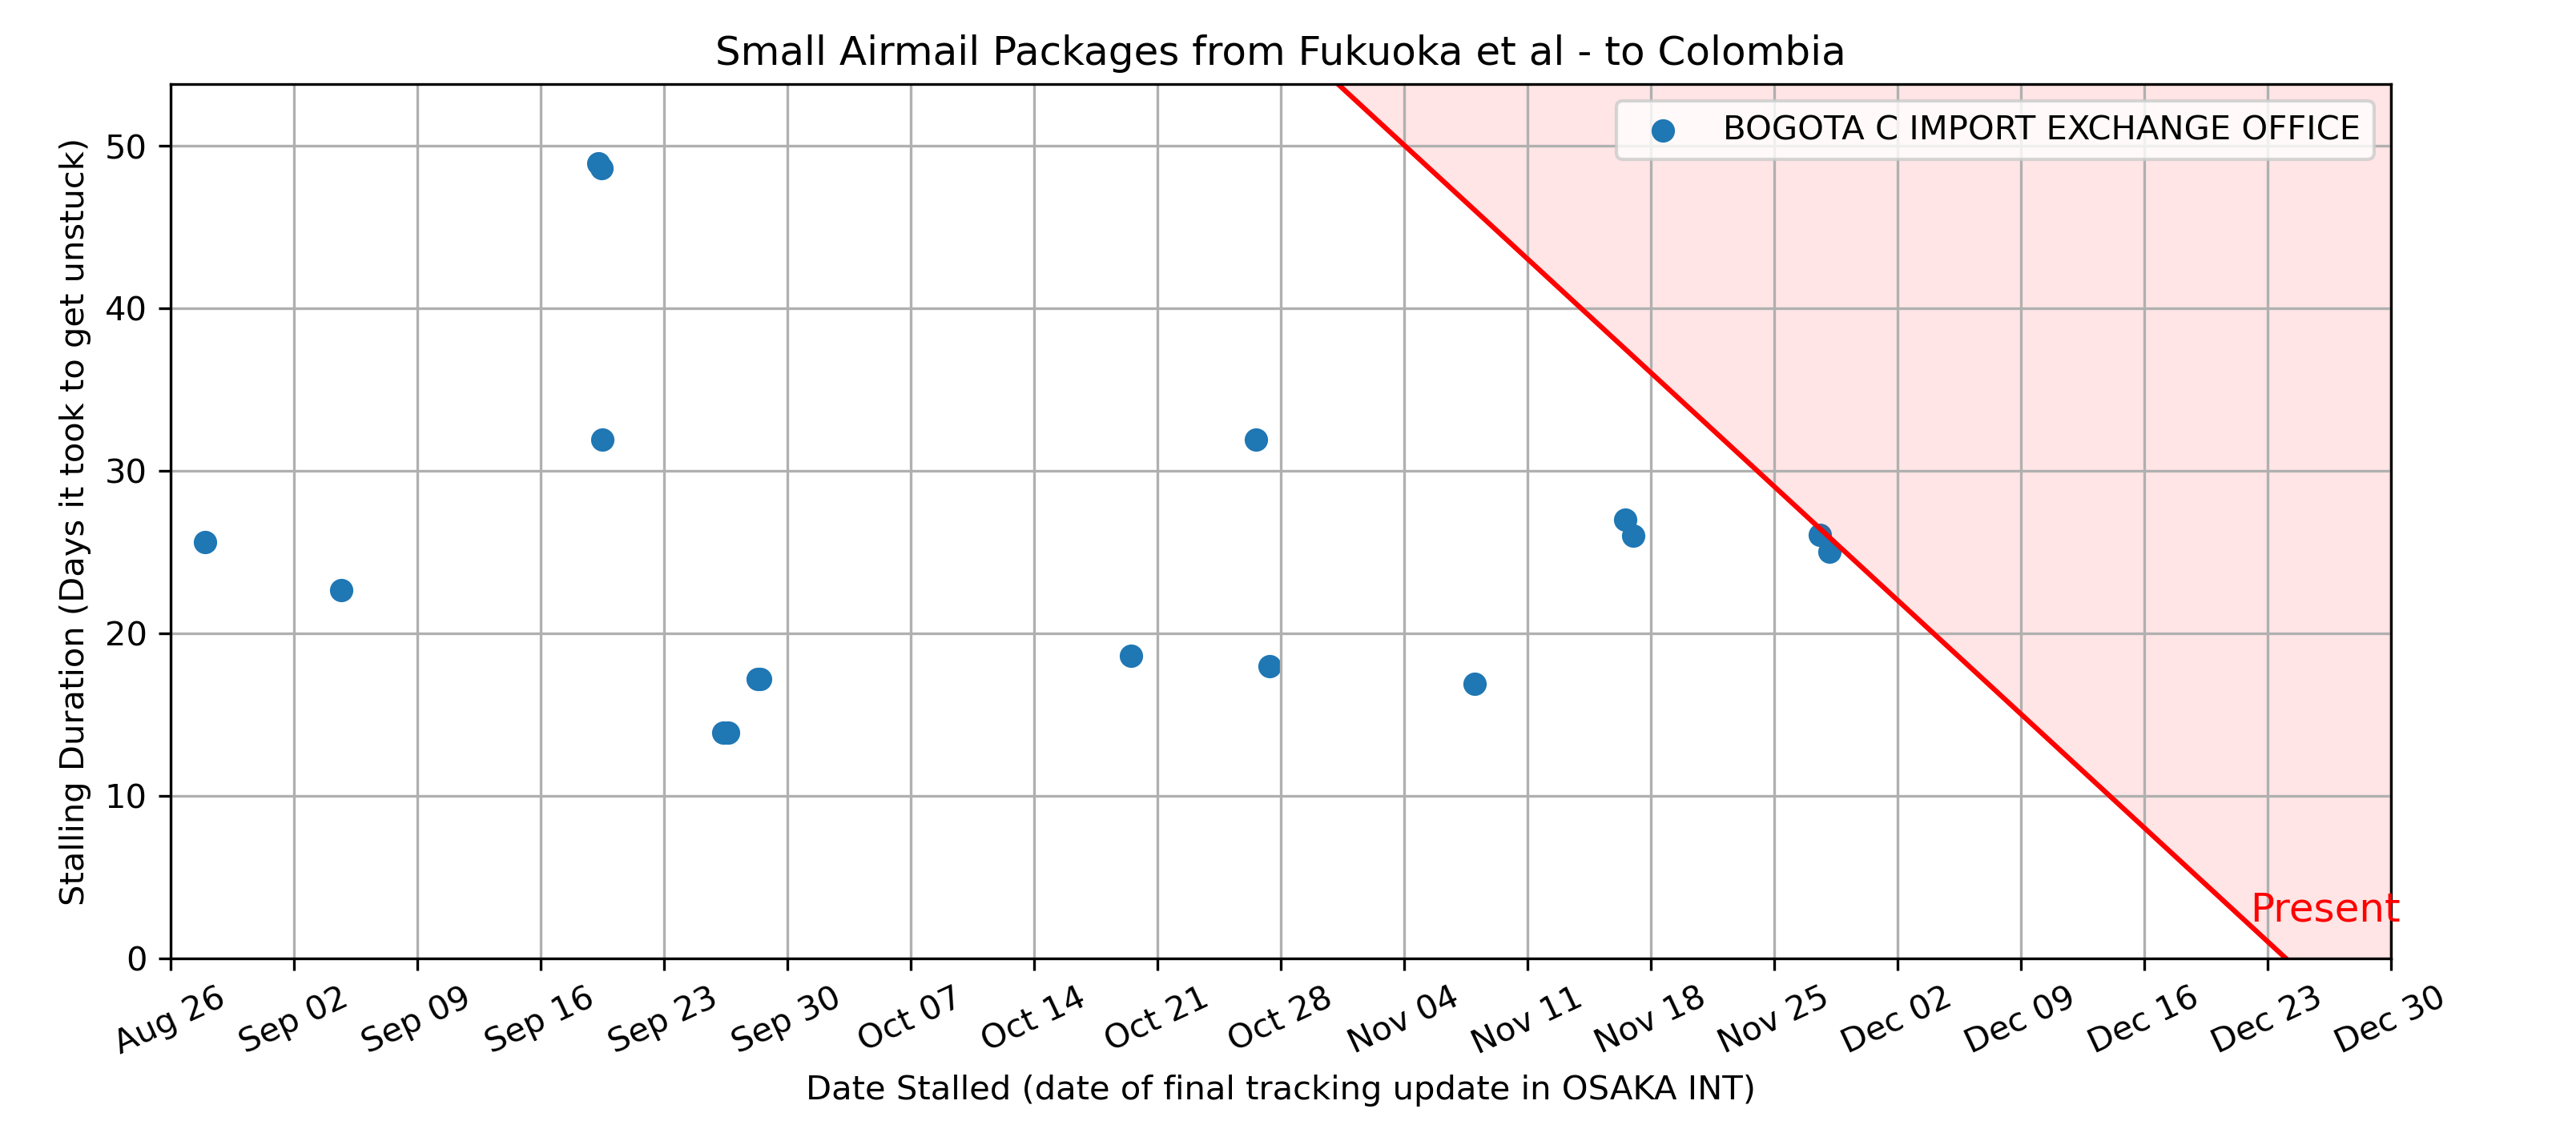 Small Airmail Packages from Fukuoka et al - to Colombia
BOGOTA C IMPORT EXCHANGE OFFICE
Stalling Duration (Days it took to get unstuck)
50
40
30
20
10
0
Present
Aug 26 Sep 02 Sep 09 Sep 16 Sep 23 Sep 30 Oct 07 Oct 14 Oct 21 Oct 28 Nov 04 Nov 11 Nov 18 Nov 25 Dec 02 Dec 09 Dec 16 Dec 23 Dec 30
Date Stalled (date of final tracking update in OSAKA INT)